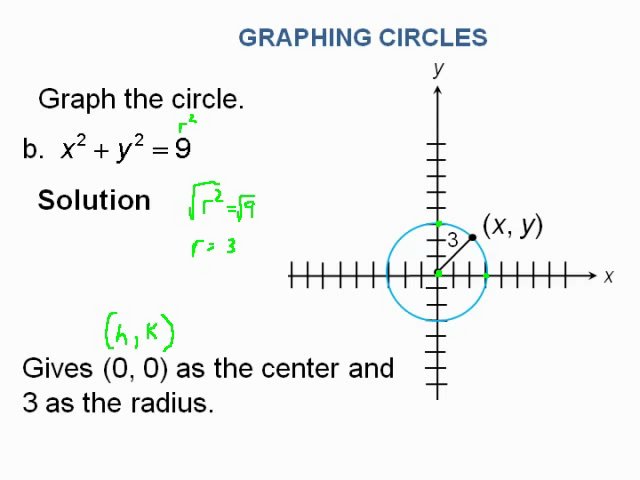 GRAPHING CIRCLES
Graph the circle.
r²
b. x² + y² = 9
Solution
√r² = √9
r = 3
(h, k)
Gives (0, 0) as the center and
3 as the radius.
y
(x, y)
3
x